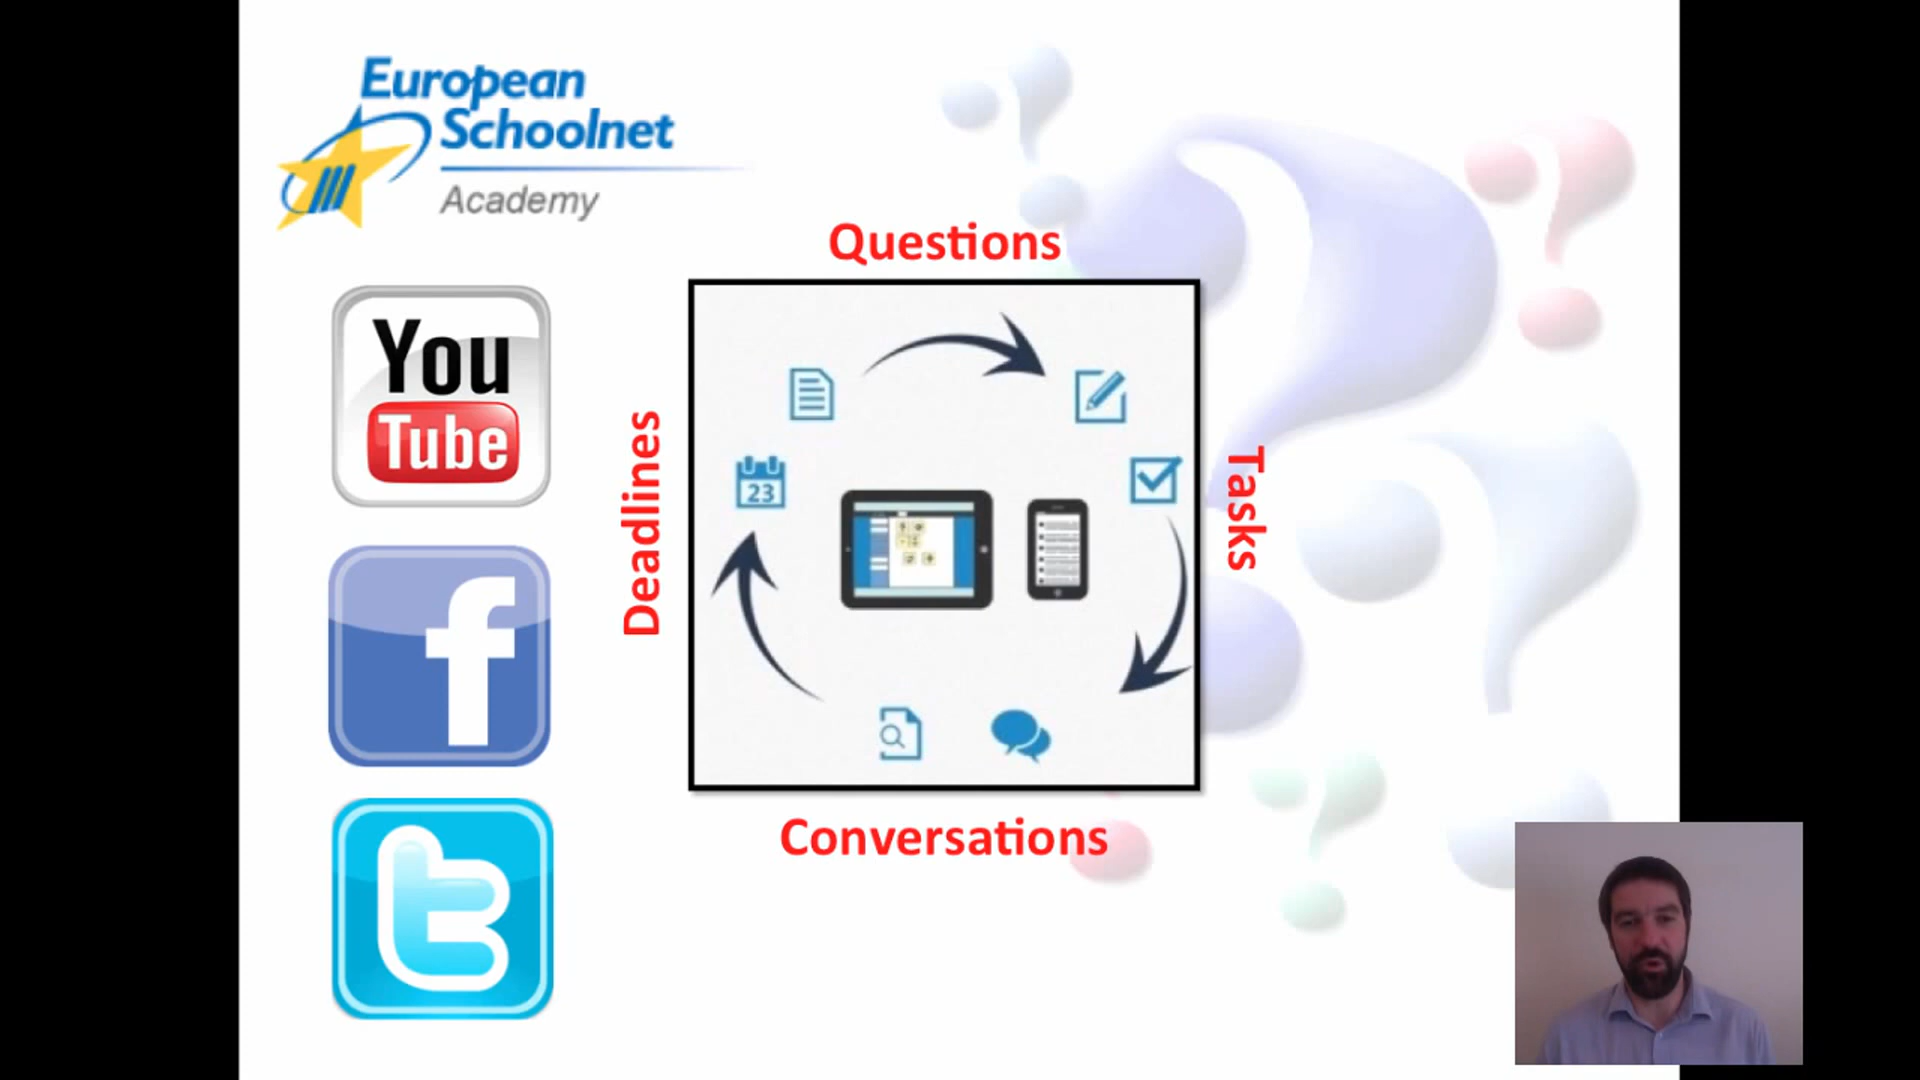 European
Schoolnet
Academy
Questions
You
Tube
Deadlines
23
Tasks
f
t
Conversations